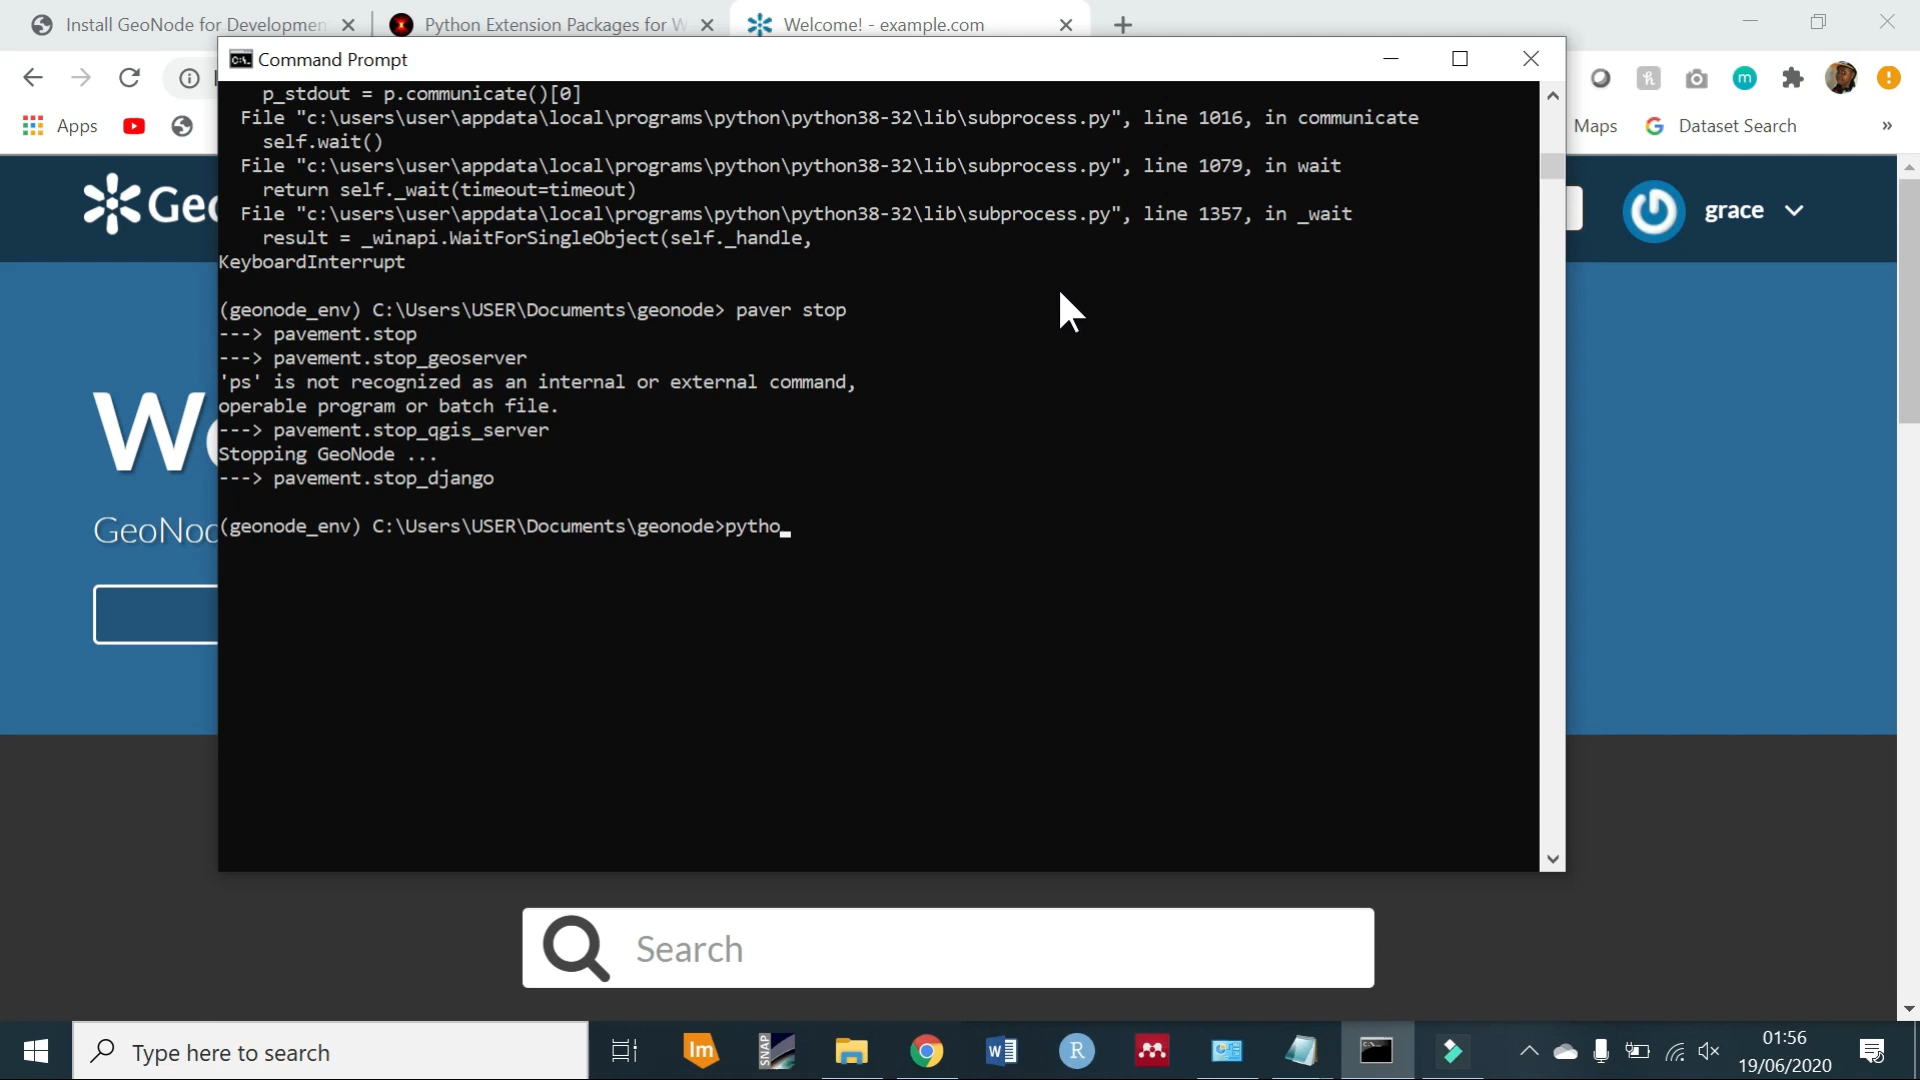 Install GeoNode for Developmen
Python Extension Packages for W
Welcome! - example.com
Command Prompt
Apps
Maps
Dataset Search
»
p_stdout = p.communicate()[0]
File "c:\users\user\appdata\local\programs\python\python38-32\lib\subprocess.py", line 1016, in communicate
self.wait()
File "c:\users\user\appdata\local\programs\python\python38-32\lib\subprocess.py", line 1079, in wait
return self._wait(timeout=timeout)
File "c:\users\user\appdata\local\programs\python\python38-32\lib\subprocess.py", line 1357, in _wait
result = _winapi.WaitForSingleObject(self._handle,
KeyboardInterrupt
(geonode_env) C:\Users\USER\Documents\geonode> paver stop
---> pavement.stop
---> pavement.stop_geoserver
'ps' is not recognized as an internal or external command,
operable program or batch file.
---> pavement.stop_qgis_server
Stopping GeoNode ...
---> pavement.stop_django
(geonode_env) C:\Users\USER\Documents\geonode>pytho_
Geo
grace
We
GeoNod
Search
Type here to search
Im
SNAP
01:56
19/06/2020